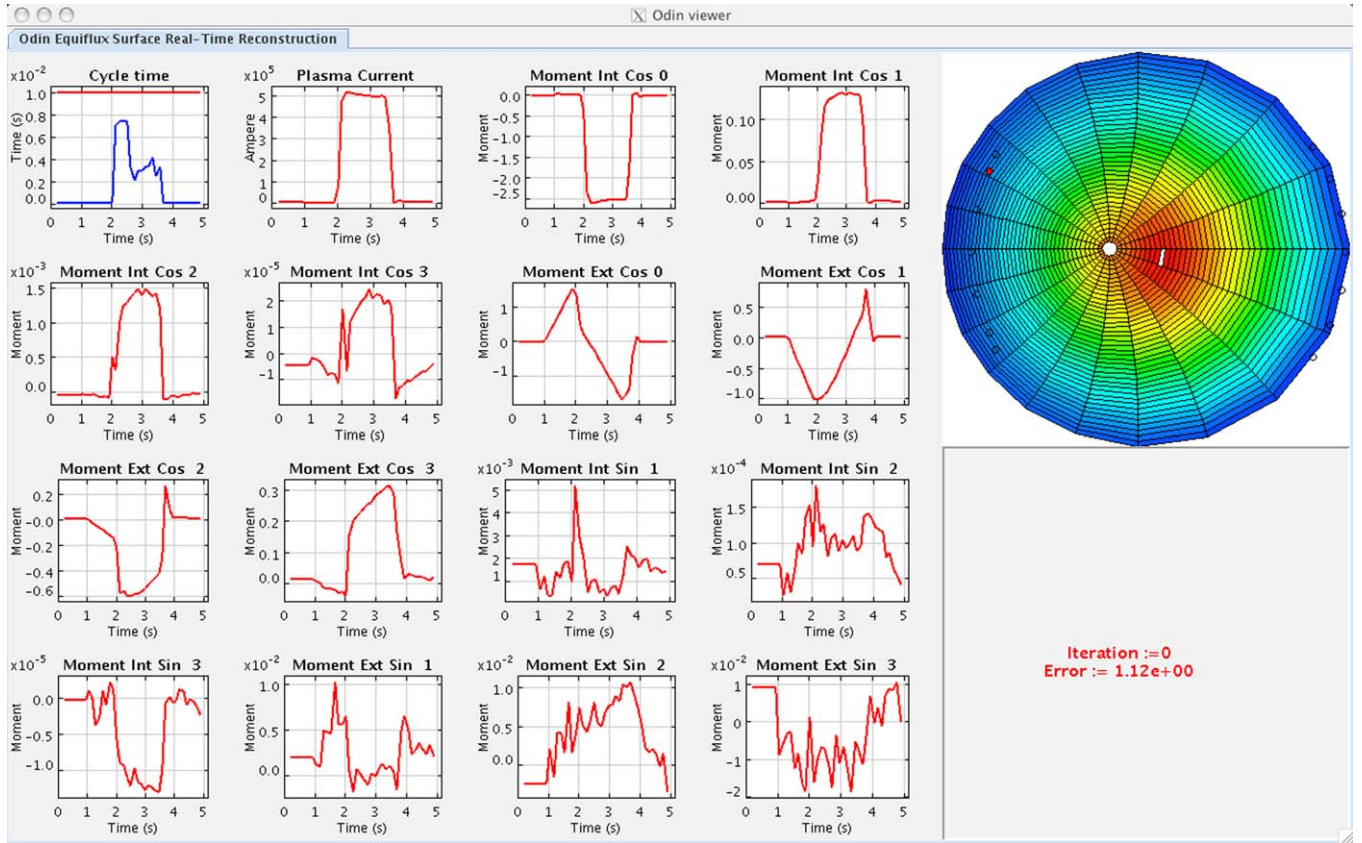 Odin viewer
Odin Equiflux Surface Real-Time Reconstruction
x10⁻² Cycle time
1.0
0.8
0.6
0.4
0.2
0.0
Time (s)
0 1 2 3 4 5
Time (s)
x10⁵ Plasma Current
5
4
3
2
1
0
Ampere
0 1 2 3 4 5
Time (s)
Moment Int Cos 0
0.0
-0.5
-1.0
-1.5
-2.0
-2.5
Moment
0 1 2 3 4 5
Time (s)
Moment Int Cos 1
0.10
0.05
0.00
Moment
0 1 2 3 4 5
Time (s)
x10⁻³ Moment Int Cos 2
1.5
1.0
0.5
0.0
Moment
0 1 2 3 4 5
Time (s)
x10⁻⁵ Moment Int Cos 3
2
1
0
-1
Moment
0 1 2 3 4 5
Time (s)
Moment Ext Cos 0
1
0
-1
Moment
0 1 2 3 4 5
Time (s)
Moment Ext Cos 1
0.5
0.0
-0.5
-1.0
Moment
0 1 2 3 4 5
Time (s)
Moment Ext Cos 2
0.2
-0.0
-0.2
-0.4
-0.6
Moment
0 1 2 3 4 5
Time (s)
Moment Ext Cos 3
0.3
0.2
0.1
0.0
Moment
0 1 2 3 4 5
Time (s)
x10⁻³ Moment Int Sin 1
5
4
3
2
1
Moment
0 1 2 3 4 5
Time (s)
x10⁻⁴ Moment Int Sin 2
1.5
1.0
0.5
Moment
0 1 2 3 4 5
Time (s)
x10⁻⁵ Moment Int Sin 3
0.0
-0.5
-1.0
Moment
0 1 2 3 4 5
Time (s)
x10⁻² Moment Ext Sin 1
1.0
0.5
0.0
Moment
0 1 2 3 4 5
Time (s)
x10⁻² Moment Ext Sin 2
1.0
0.5
0.0
Moment
0 1 2 3 4 5
Time (s)
x10⁻² Moment Ext Sin 3
1
0
-1
-2
Moment
0 1 2 3 4 5
Time (s)
Iteration :=0
Error := 1.12e+00